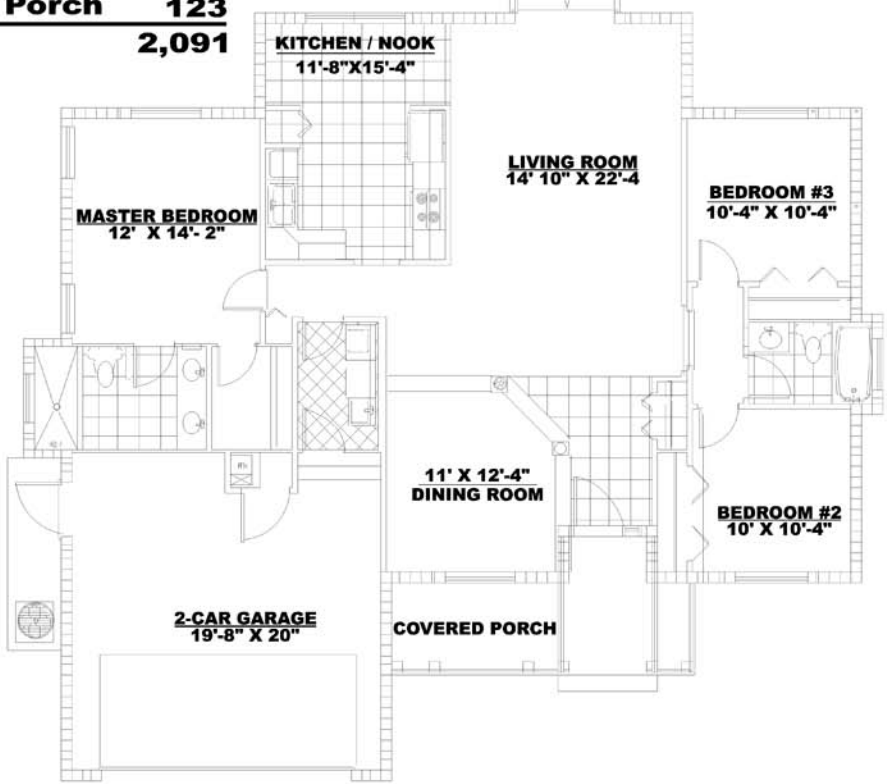 Porch 123
2,091
KITCHEN / NOOK
11'-8"X15'-4"
LIVING ROOM
14' 10" X 22'-4
BEDROOM #3
10'-4" X 10'-4"
MASTER BEDROOM
12' X 14'- 2"
11' X 12'-4"
DINING ROOM
BEDROOM #2
10' X 10'-4"
2-CAR GARAGE
19'-8" X 20"
COVERED PORCH